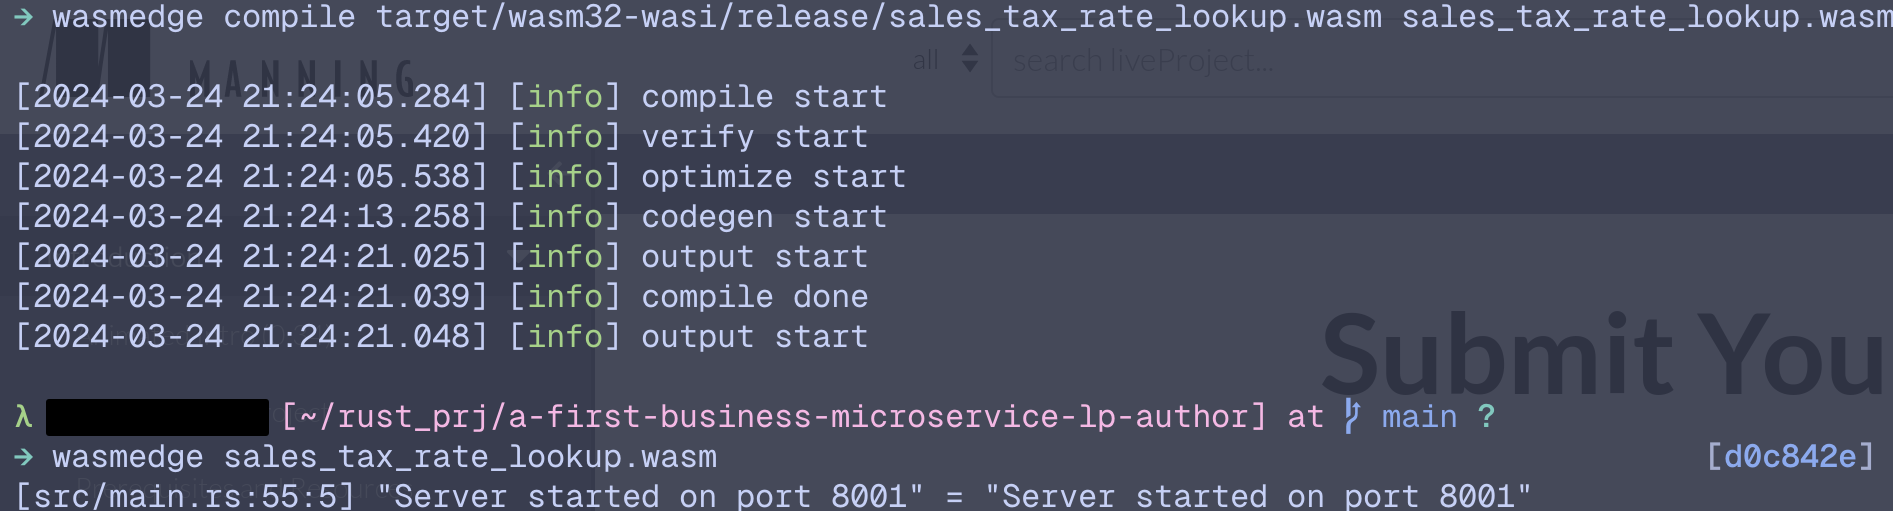 → wasmedge compile target/wasm32-wasi/release/sales_tax_rate_lookup.wasm sales_tax_rate_lookup.wasm
MANNING
all
search liveProject...
[2024-03-24 21:24:05.284] [info] compile start
[2024-03-24 21:24:05.420] [info] verify start
[2024-03-24 21:24:05.538] [info] optimize start
[2024-03-24 21:24:13.258] [info] codegen start
[2024-03-24 21:24:21.025] [info] output start
[2024-03-24 21:24:21.039] [info] compile done
[2024-03-24 21:24:21.048] [info] output start
Submit You
λ [~/rust_prj/a-first-business-microservice-lp-author] at main ?
→ wasmedge sales_tax_rate_lookup.wasm [d0c842e]
[src/main.rs:55:5] "Server started on port 8001" = "Server started on port 8001"